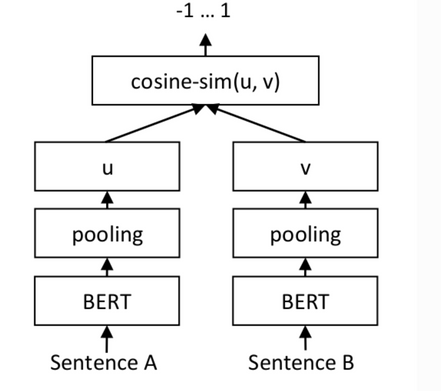 -1 … 1
cosine-sim(u, v)
u v
pooling pooling
BERT BERT
Sentence A Sentence B